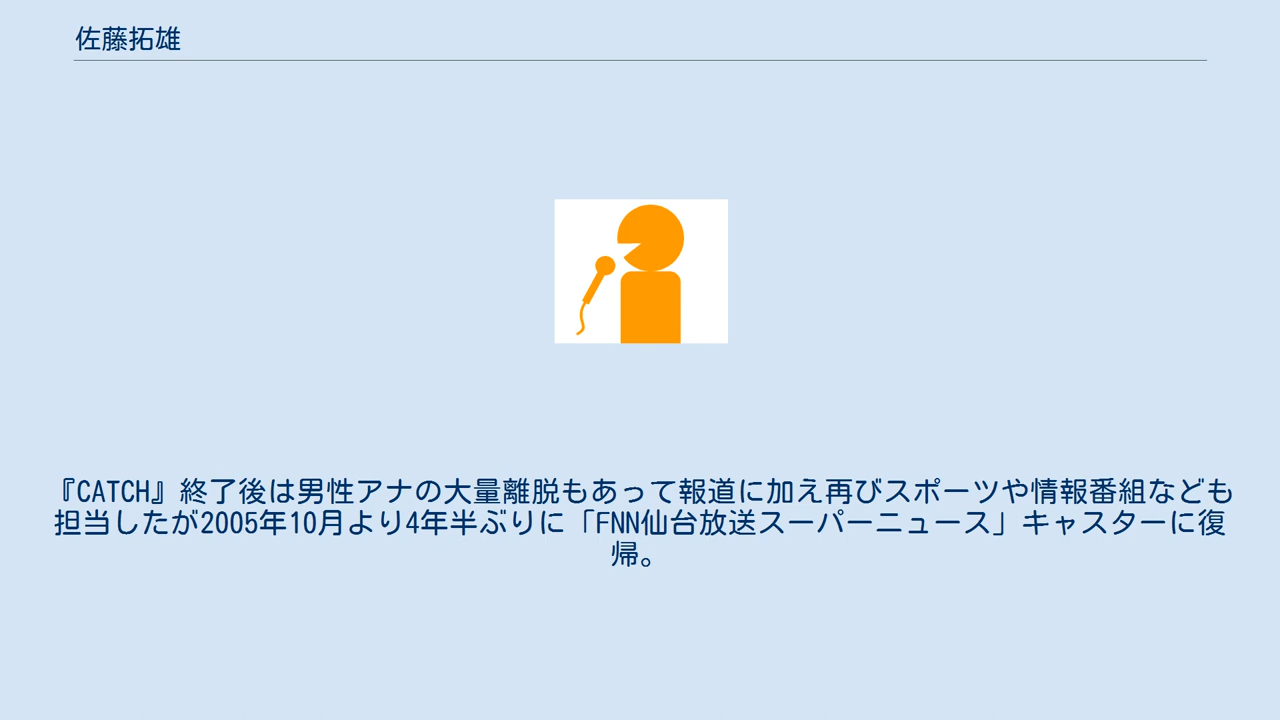 佐藤拓雄
『CATCH』終了後は男性アナの大量離脱もあって報道に加え再びスポーツや情報番組なども
担当したが2005年10月より4年半ぶりに「FNN仙台放送スーパーニュース」キャスターに復
帰。